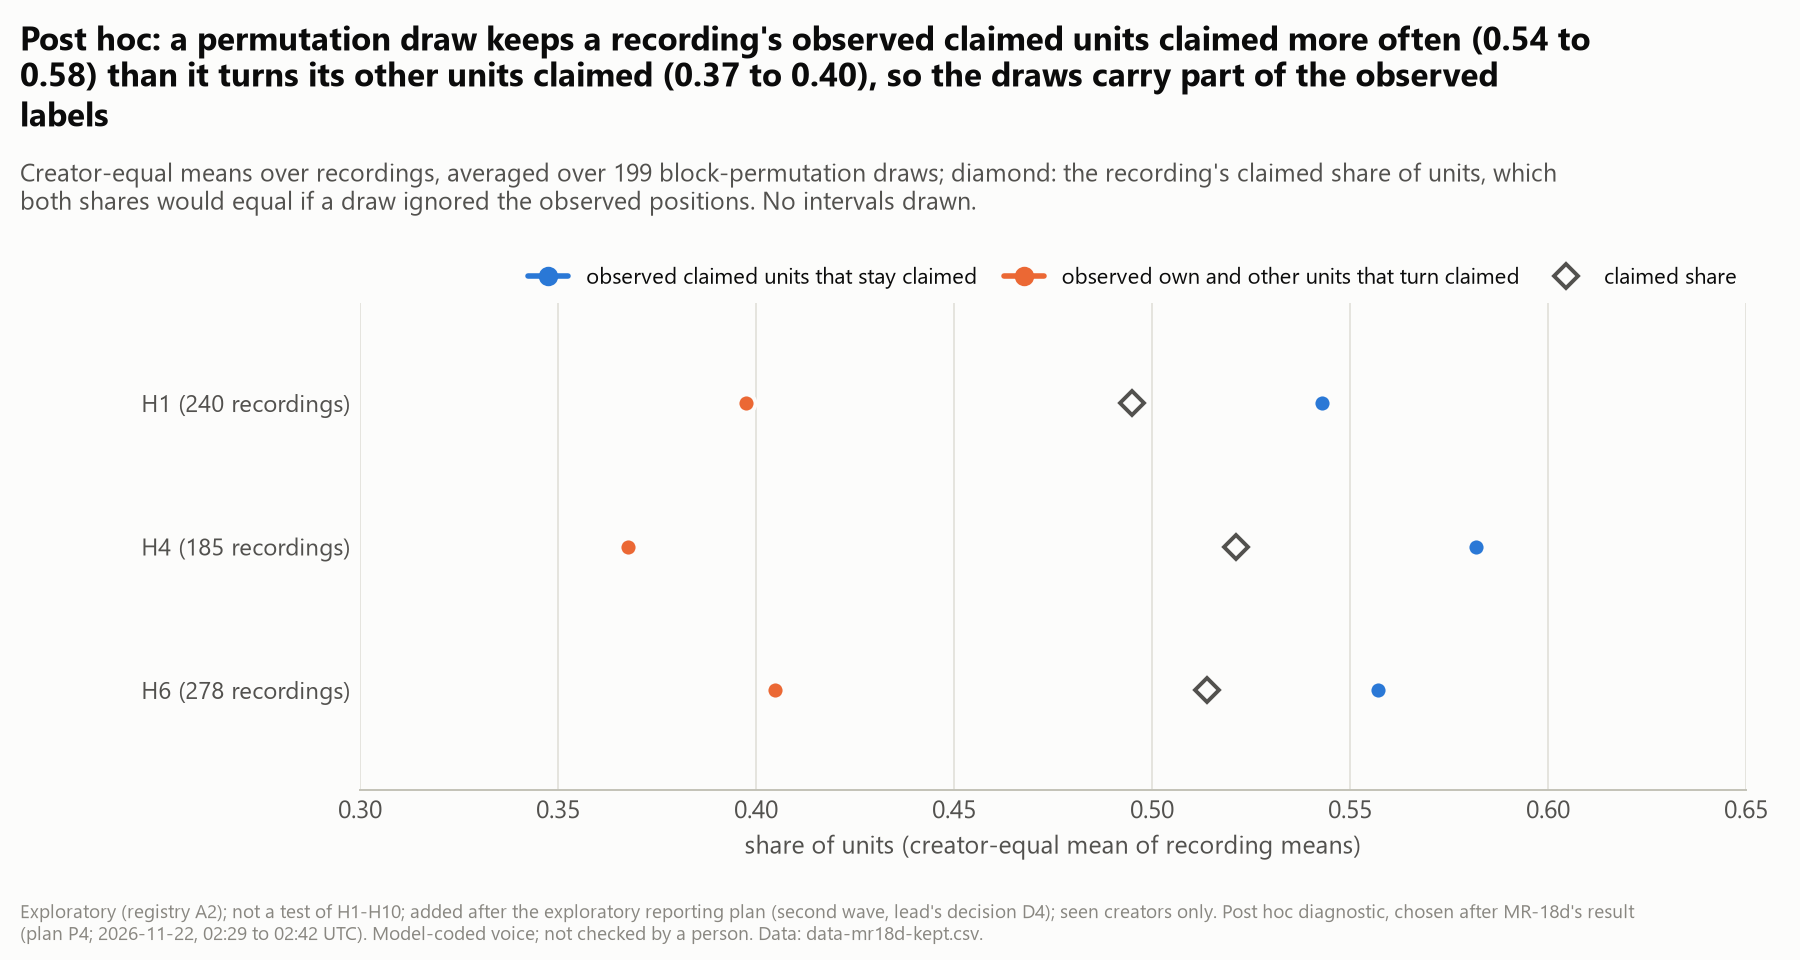 Post hoc: a permutation draw keeps a recording's observed claimed units claimed more often (0.54 to
0.58) than it turns its other units claimed (0.37 to 0.40), so the draws carry part of the observed
labels
Creator-equal means over recordings, averaged over 199 block-permutation draws; diamond: the recording's claimed share of units, which
both shares would equal if a draw ignored the observed positions. No intervals drawn.
observed claimed units that stay claimed observed own and other units that turn claimed claimed share
H1 (240 recordings)
H4 (185 recordings)
H6 (278 recordings)
0.30 0.35 0.40 0.45 0.50 0.55 0.60 0.65
share of units (creator-equal mean of recording means)
Exploratory (registry A2); not a test of H1-H10; added after the exploratory reporting plan (second wave, lead's decision D4); seen creators only. Post hoc diagnostic, chosen after MR-18d's result
(plan P4; 2026-11-22, 02:29 to 02:42 UTC). Model-coded voice; not checked by a person. Data: data-mr18d-kept.csv.